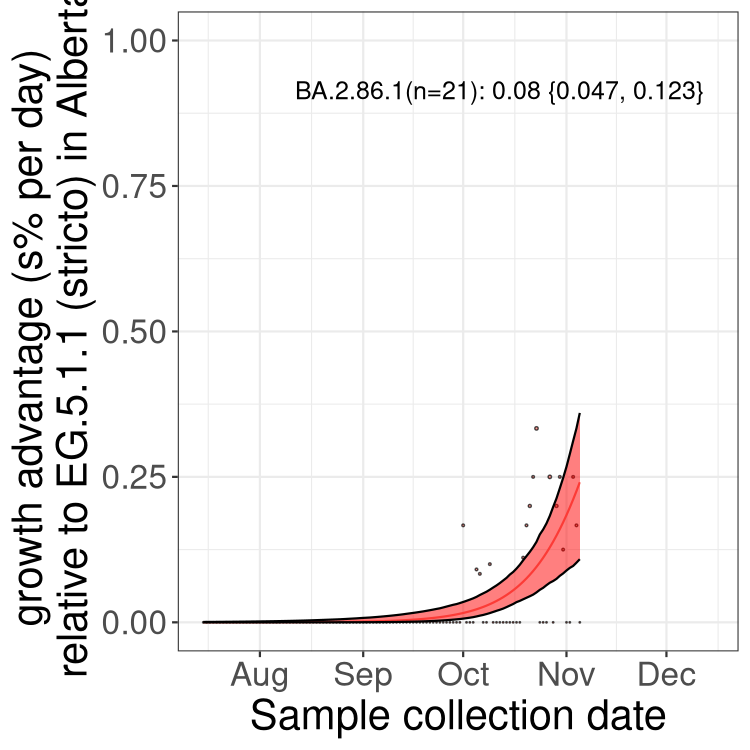 growth advantage (s% per day)
relative to EG.5.1.1 (stricto) in Alberta
1.00
0.75
0.50
0.25
0.00
BA.2.86.1(n=21): 0.08 {0.047, 0.123}
Aug Sep Oct Nov Dec
Sample collection date